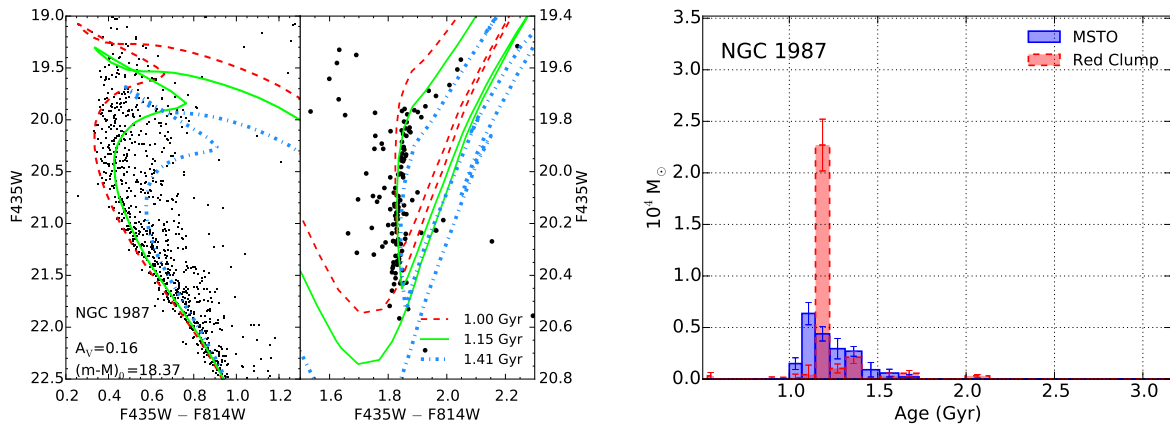 19.0
19.5
20.0
20.5
21.0
21.5
22.0
22.5
F435W
0.2 0.4 0.6 0.8 1.0 1.2
F435W − F814W
NGC 1987
A_V=0.16
(m-M)_0=18.37
1.6 1.8 2.0 2.2
F435W − F814W
1.00 Gyr
1.15 Gyr
1.41 Gyr
19.4
19.6
19.8
20.0
20.2
20.4
20.6
20.8
F435W
NGC 1987
MSTO
Red Clump
3.5
3.0
2.5
2.0
1.5
1.0
0.5
0.0
10⁴ M☉
1.0 1.5 2.0 2.5 3.0
Age (Gyr)